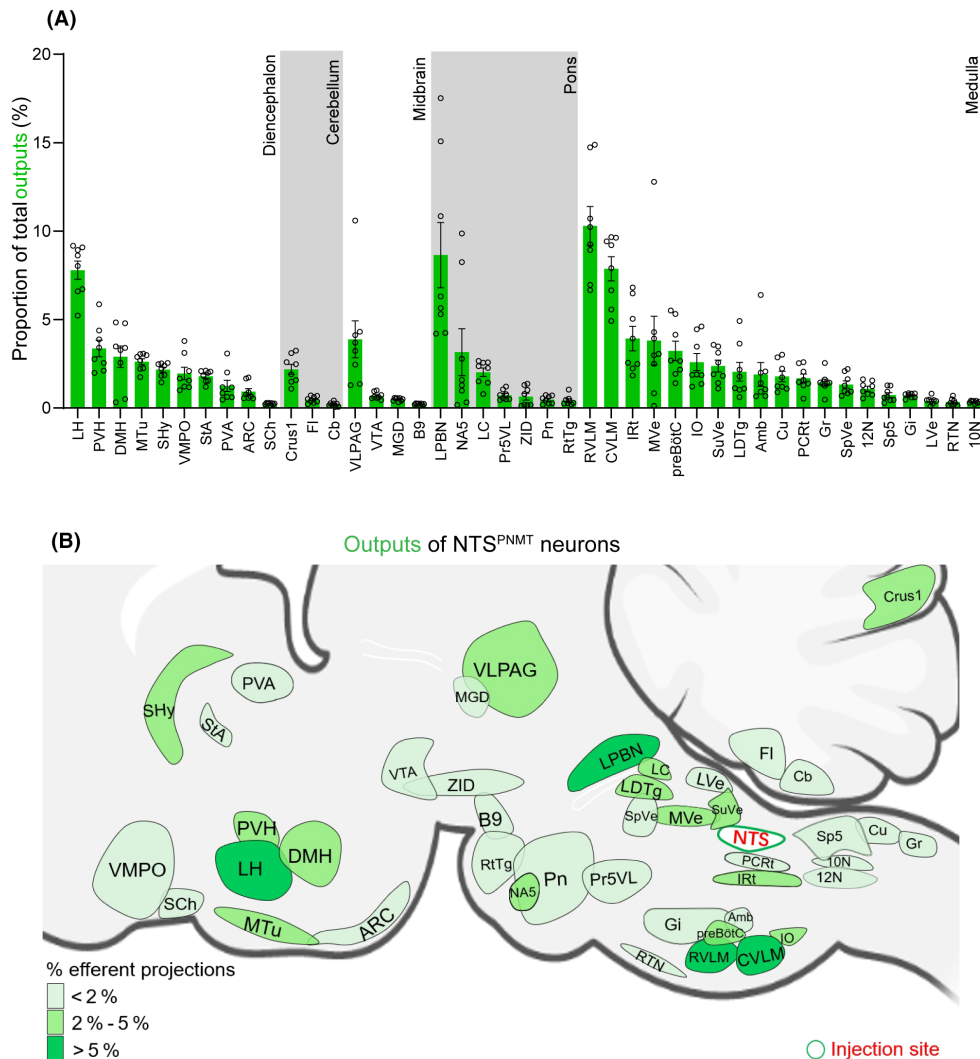 (A)
Proportion of total outputs (%)
20
15
10
5
0
Diencephalon
Cerebellum
Midbrain
Pons
Medulla
LH
PVH
DMH
MTu
SHy
VMPO
StA
PVA
ARC
SCh
Crus1
FI
Cb
VLPAG
VTA
MGD
B9
LPBN
NA5
LC
Pr5VL
ZID
Pn
RtTg
RVLM
CVLM
IRt
MVe
preBötC
IO
SuVe
LDTg
Amb
Cu
PCRt
Gr
SpVe
12N
Sp5
Gi
LVe
RTN
10N
(B)
Outputs of NTS^PNMT neurons
Crus1
PVA
VLPAG
MGD
SHy
StA
LPBN
FI
LC
VTA
ZID
LVe
Cb
LDTg
B9
SpVe
MVe
SuVe
PVH
NTS
Sp5
Cu
Gr
DMH
VMPO
LH
RtTg
Pn
Pr5VL
PCRt
10N
IRt
12N
NA5
SCh
MTu
ARC
Gi
Amb
preBötC
IO
RVLM
CVLM
RTN
% efferent projections
< 2 %
2 % - 5 %
> 5 %
Injection site